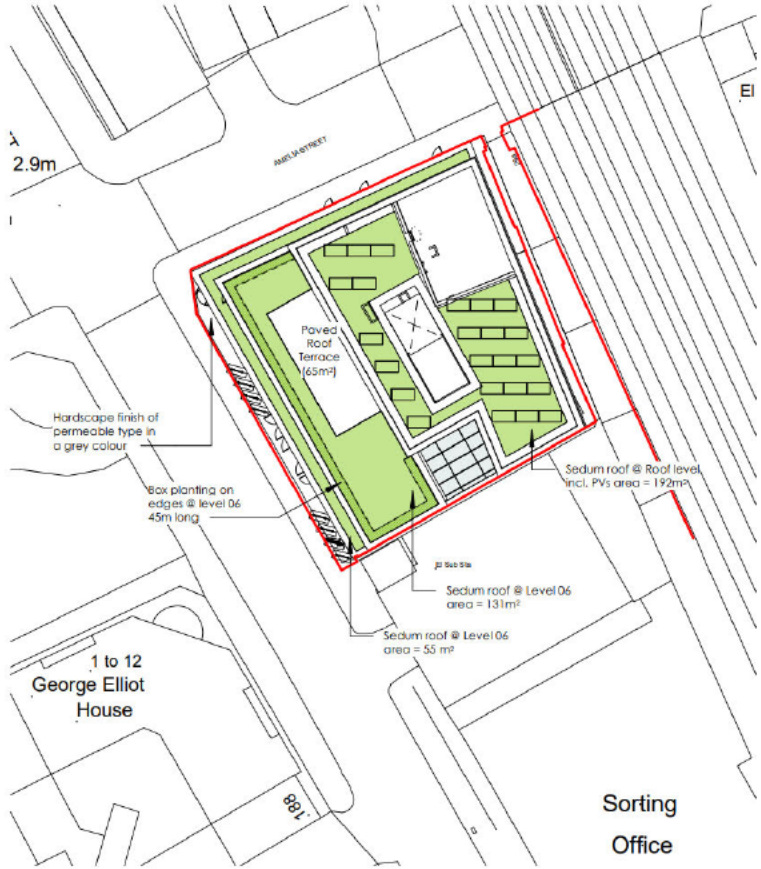 El
2.9m
AMELIA STREET
Paved
Roof
Terrace
(65m²)
Hardscape finish of
permeable type in
a grey colour
Box planting on
edges @ level 06
45m long
Sedum roof @ Roof level
incl. PVs area = 192m²
El Sub Sta
Sedum roof @ Level 06
area = 131m²
Sedum roof @ Level 06
area = 55 m²
1 to 12
George Elliot
House
188
Sorting
Office